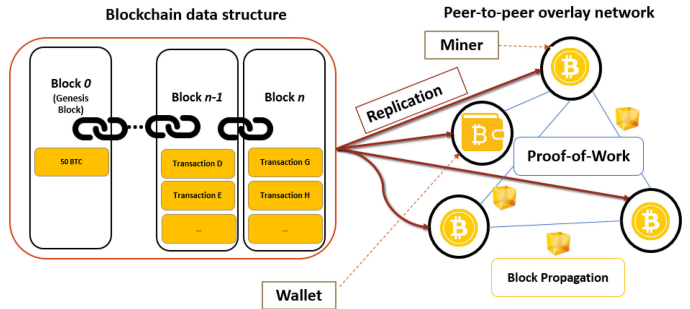 Blockchain data structure
Peer-to-peer overlay network
Miner
Block 0
(Genesis
Block)
Block n-1
Block n
Replication
...
50 BTC
Transaction D
Transaction G
Transaction E
Transaction H
...
...
Proof-of-Work
Wallet
Block Propagation